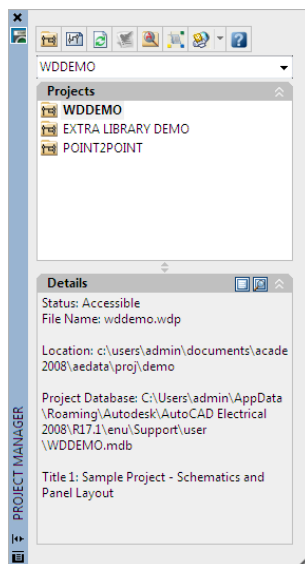 WDDEMO
Projects
WDDEMO
EXTRA LIBRARY DEMO
POINT2POINT
Details
Status: Accessible
File Name: wddemo.wdp
Location: c:\users\admin\documents\acade
2008\aedata\proj\demo
Project Database: C:\Users\admin\AppData
\Roaming\Autodesk\AutoCAD Electrical
2008\R17.1\enu\Support\user
\WDDEMO.mdb
Title 1: Sample Project - Schematics and
Panel Layout
PROJECT MANAGER